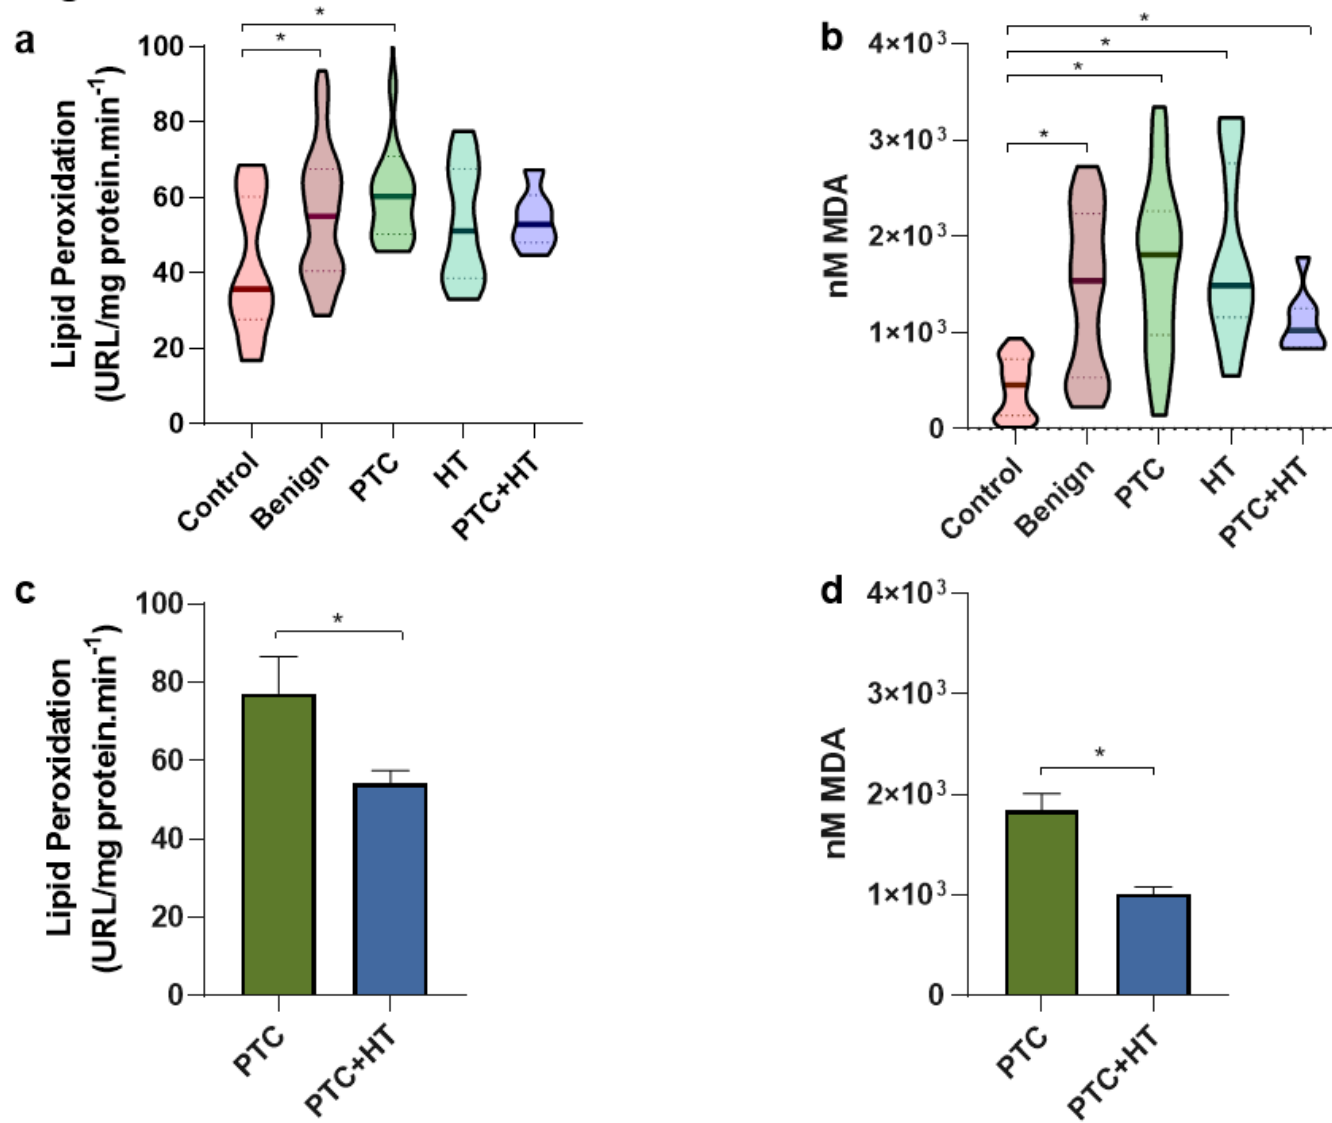 a
Lipid Peroxidation
(URL/mg protein.min⁻¹)
100
80
60
40
20
0
*
*
Control
Benign
PTC
HT
PTC+HT
b
nM MDA
4×10³
3×10³
2×10³
1×10³
0
*
*
*
*
Control
Benign
PTC
HT
PTC+HT
c
Lipid Peroxidation
(URL/mg protein.min⁻¹)
100
80
60
40
20
0
*
PTC
PTC+HT
d
nM MDA
4×10³
3×10³
2×10³
1×10³
0
*
PTC
PTC+HT